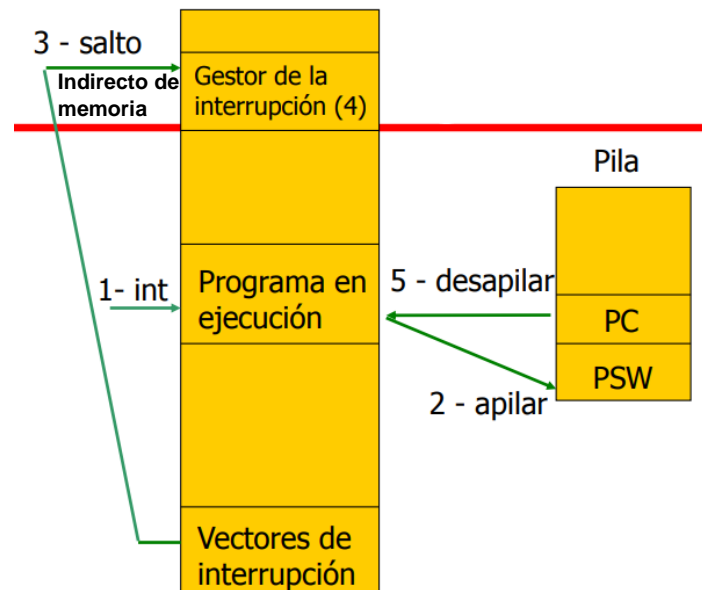 3 - salto
Indirecto de
memoria
Gestor de la
interrupción (4)
Pila
1- int
Programa en
ejecución
5 - desapilar
PC
PSW
2 - apilar
Vectores de
interrupción